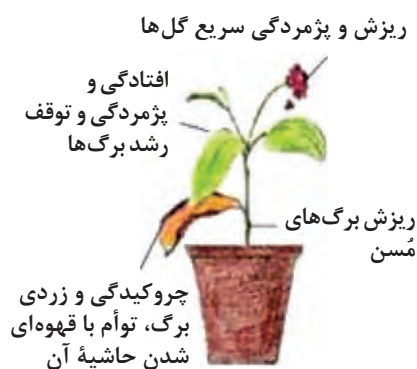 ریزش و پژمردگی سریع گل‌ها
افتادگی و
پژمردگی و توقف
رشد برگ‌ها
ریزش برگ‌های
مُسن
چروکیدگی و زردی
برگ، توأم با قهوه‌ای
شدن حاشیهٔ آن